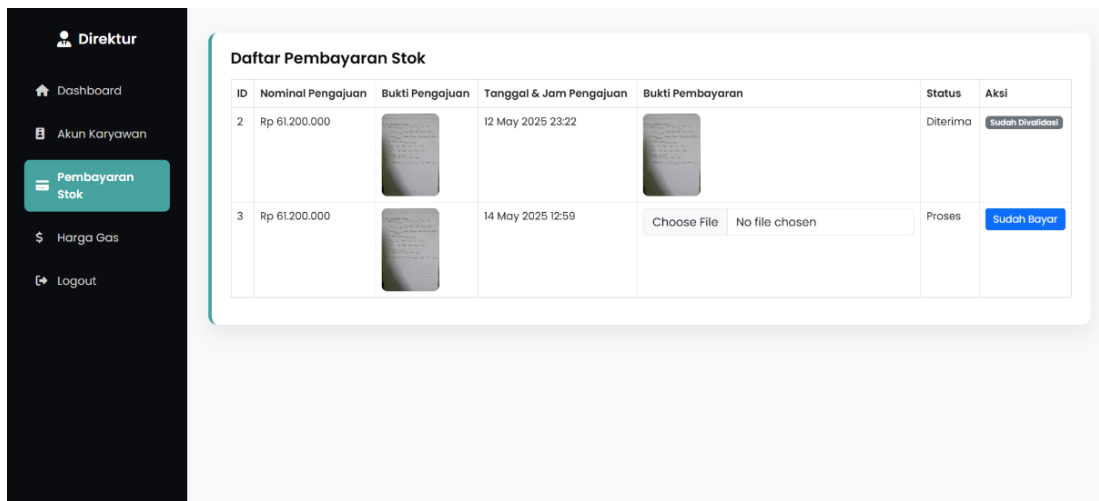 Direktur
Dashboard
Akun Karyawan
Pembayaran
Stok
Harga Gas
Logout
Daftar Pembayaran Stok
ID Nominal Pengajuan Bukti Pengajuan Tanggal & Jam Pengajuan Bukti Pembayaran Status Aksi
2 Rp 61.200.000 12 May 2025 23:22 Diterima Sudah Divalidasi
3 Rp 61.200.000 14 May 2025 12:59 Choose File No file chosen Proses Sudah Bayar